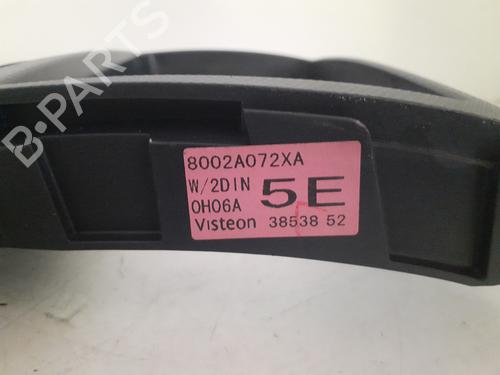 8002A072XA
W/2DIN 5E
0H06A
Visteon 38538 52
B-PARTS